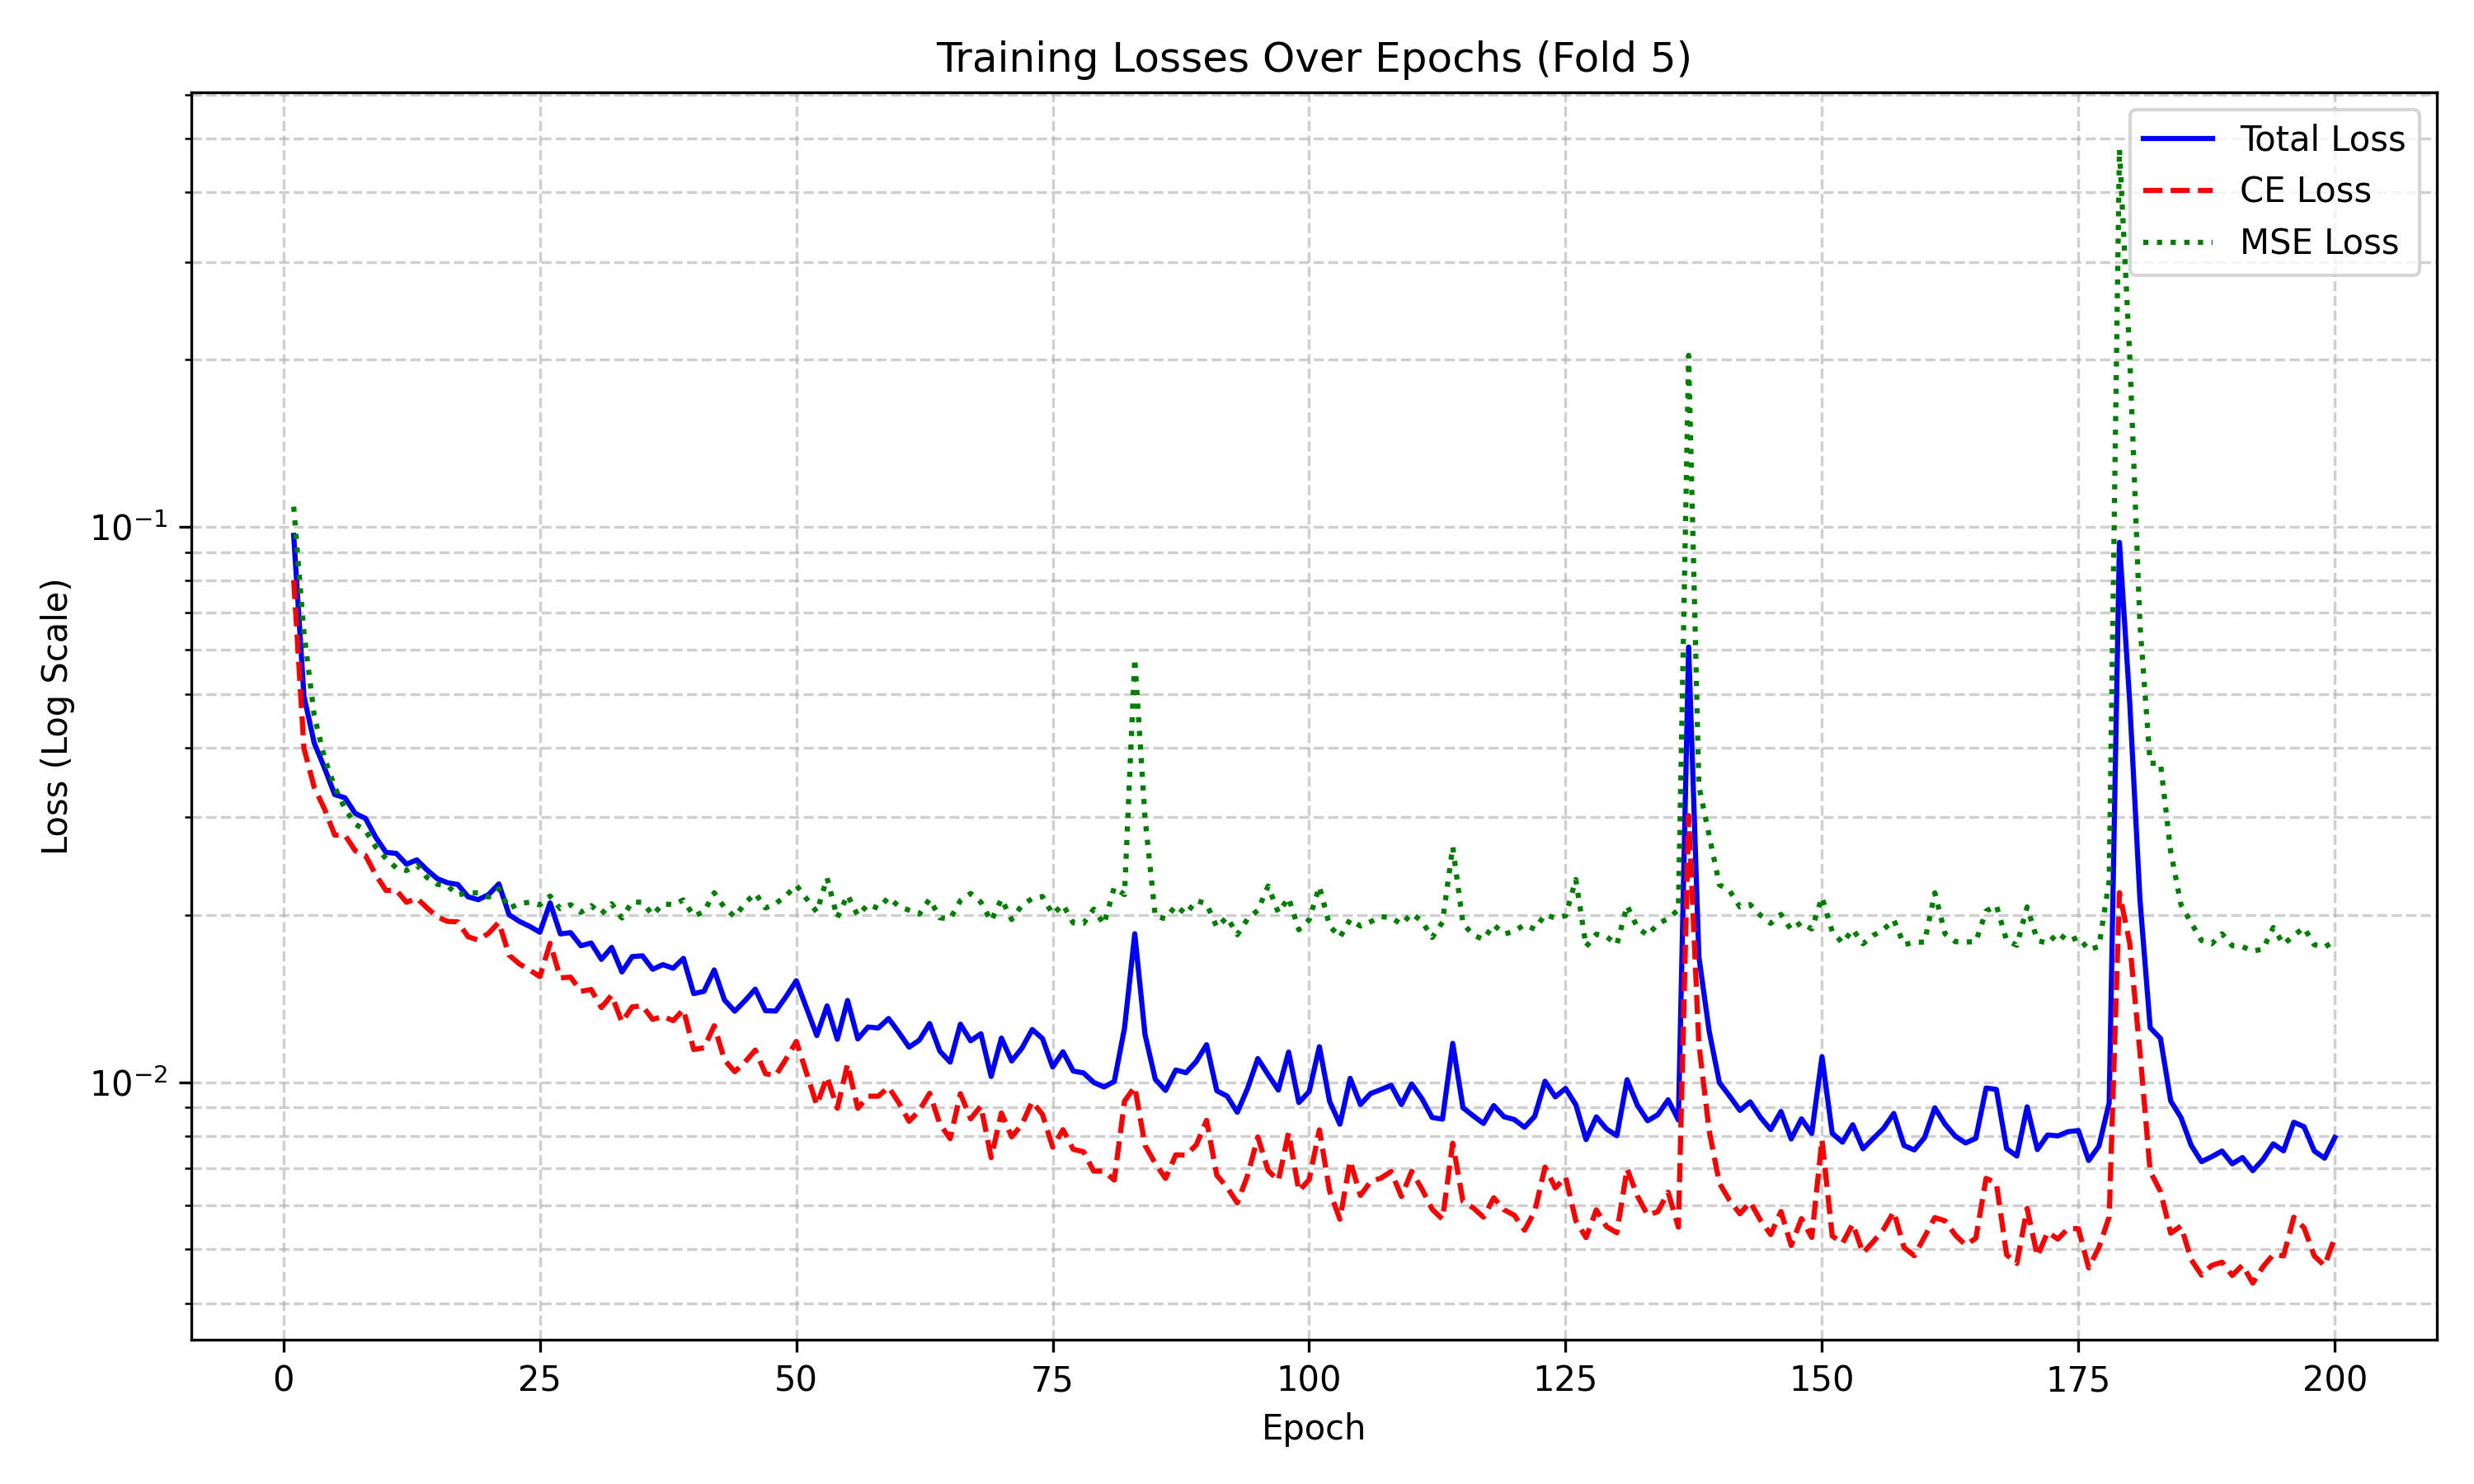 Training Losses Over Epochs (Fold 5)
Total Loss
CE Loss
MSE Loss
Loss (Log Scale)
10⁻¹
10⁻²
0 25 50 75 100 125 150 175 200
Epoch